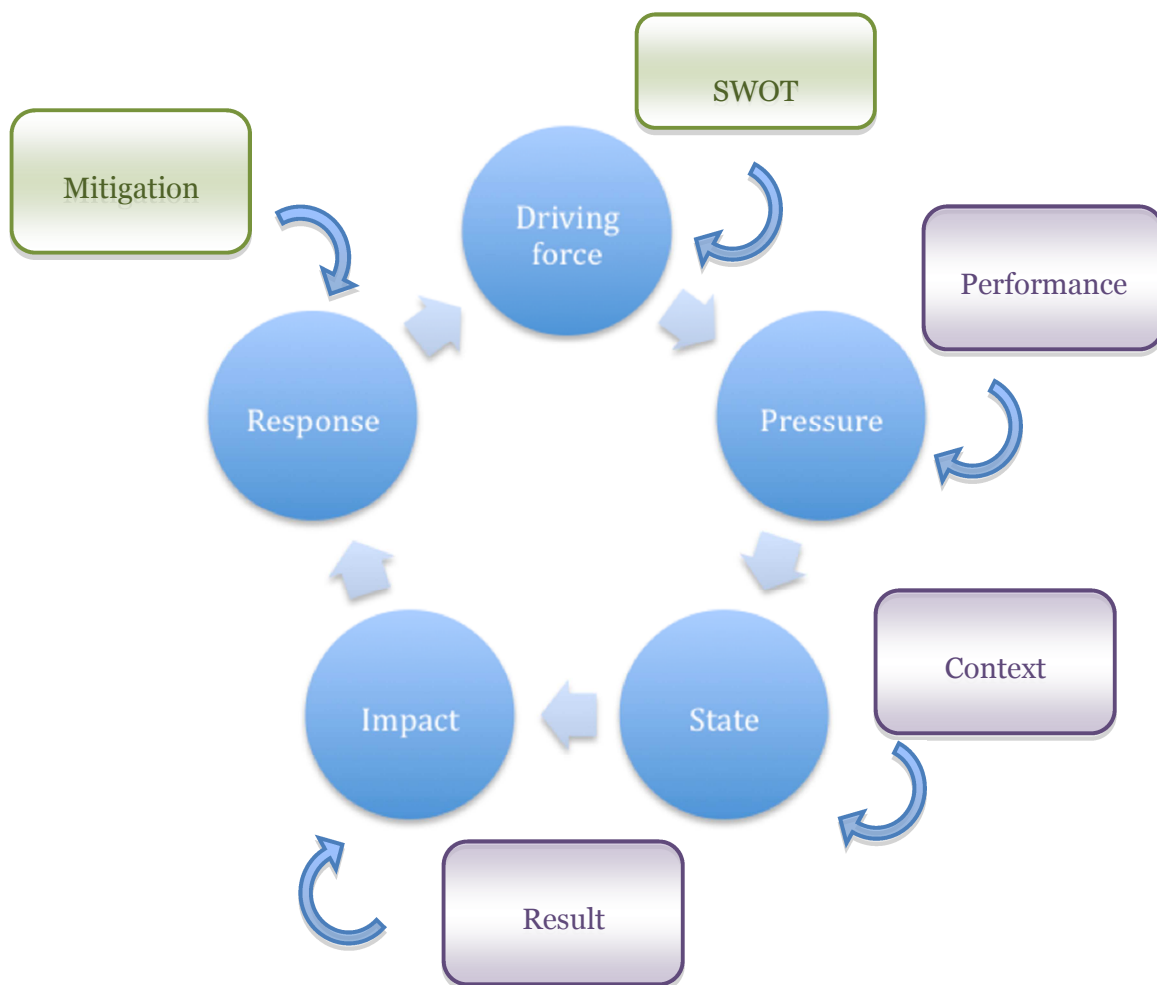 SWOT
Mitigation
Driving
force
Performance
Response
Pressure
Context
Impact
State
Result